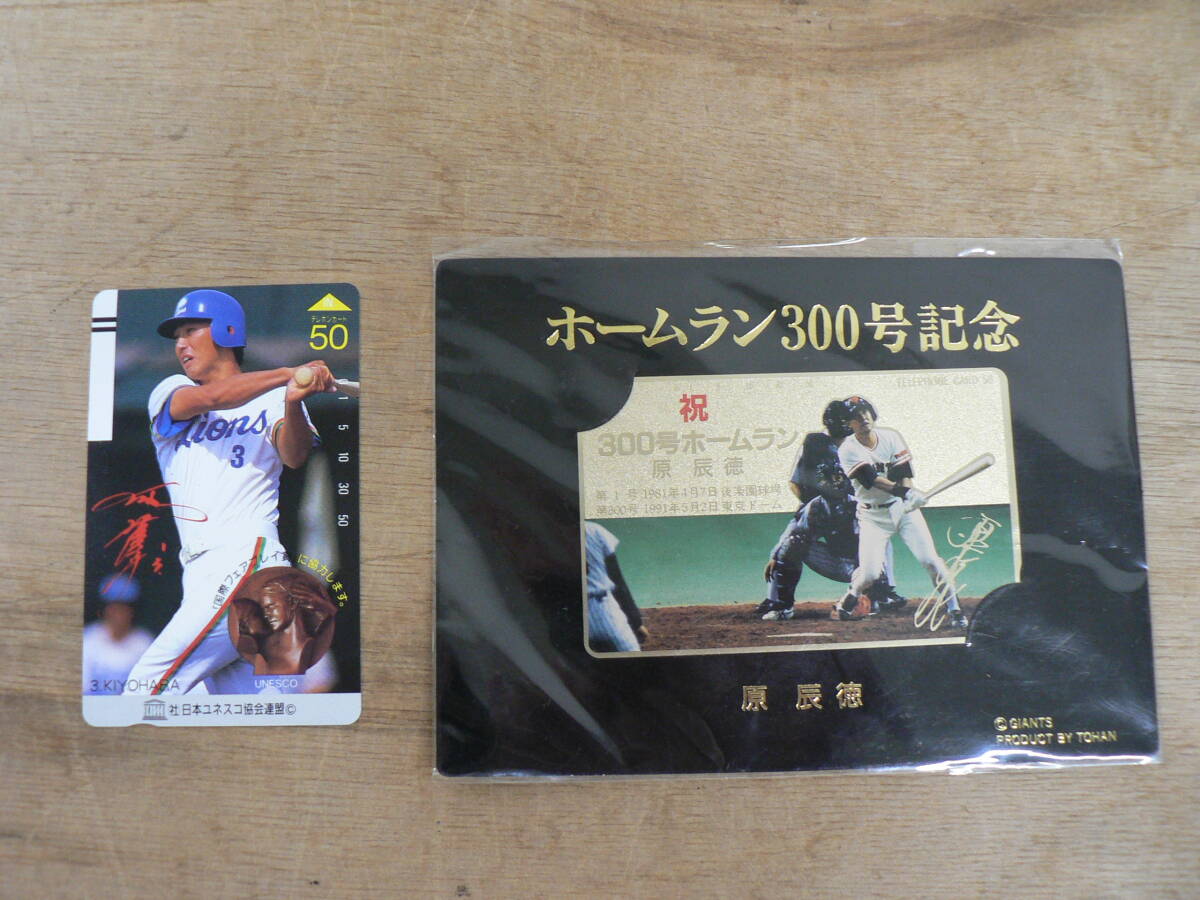 テレホンカード
50
1
5
10
30
50
Lions
3
「国際フェアプレイ賞」に協力します。
3.KIYOHARA
UNESCO
社.日本ユネスコ協会連盟©
ホームラン300号記念
TELEPHONE CARD 50
祝
300号ホームラン
原 辰徳
第 1 号 1981年4月7日 後楽園球場
第300号 1991年5月2日 東京ドーム
原 辰徳
© GIANTS
PRODUCT BY TOHAN